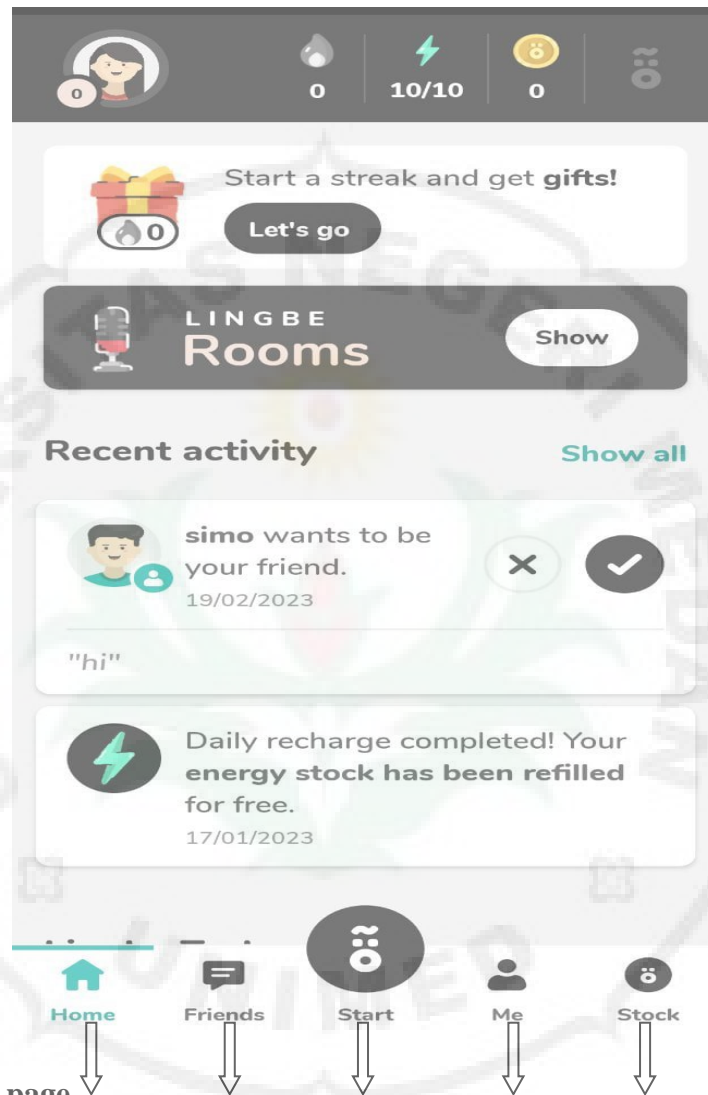 0
0
10/10
0
Start a streak and get gifts!
0
Let's go
LINGBE
Rooms
Show
Recent activity
Show all
simo wants to be
your friend.
19/02/2023
"hi"
Daily recharge completed! Your
energy stock has been refilled
for free.
17/01/2023
Home
Friends
Start
Me
Stock
page
UNIMED